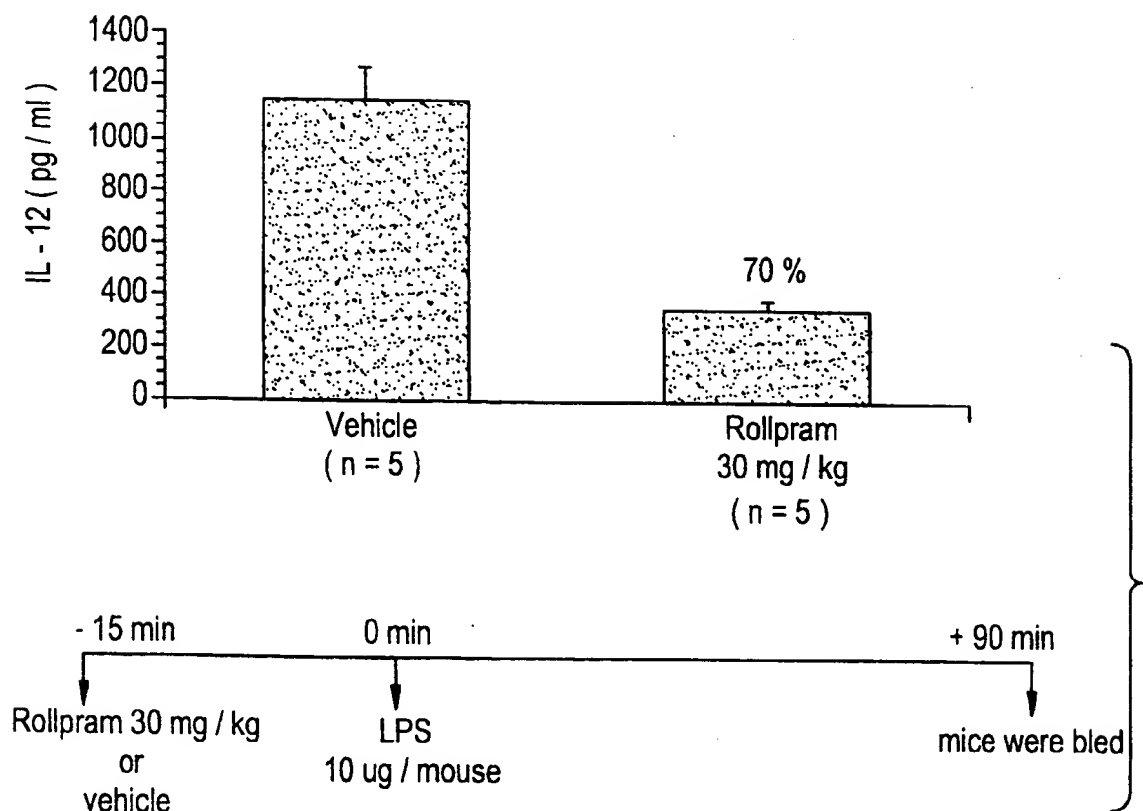 1400
1200
1000
800
600
400
200
0
IL - 12 ( pg / ml )
70 %
Vehicle
( n = 5 )
Rollpram
30 mg / kg
( n = 5 )
- 15 min
0 min
+ 90 min
Rollpram 30 mg / kg
or
vehicle
LPS
10 ug / mouse
mice were bled